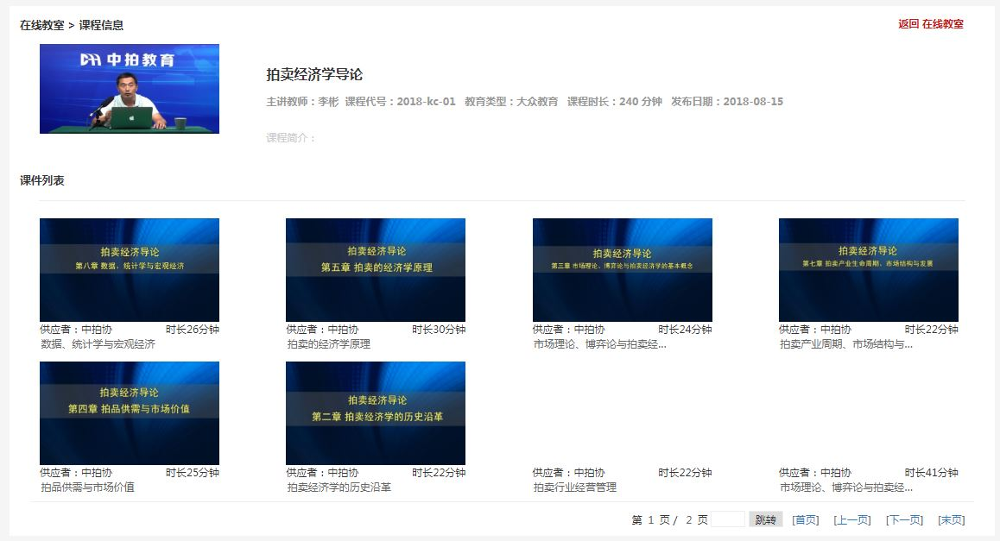 在线教室 > 课程信息
返回 在线教室
中拍教育
拍卖经济学导论
主讲教师：李彬 课程代号：2018-kc-01 教育类型：大众教育 课程时长：240 分钟 发布日期：2018-08-15
课程简介：
课件列表
拍卖经济导论
第八章 数据、统计学与宏观经济
拍卖经济导论
第五章 拍卖的经济学原理
拍卖经济导论
第三章 市场理论、博弈论与拍卖经济学的基本概念
拍卖经济学导论
第七章 拍卖产业生命周期、市场结构与发展
供应者：中拍协 时长26分钟
数据、统计学与宏观经济
供应者：中拍协 时长30分钟
拍卖的经济学原理
供应者：中拍协 时长24分钟
市场理论、博弈论与拍卖经...
供应者：中拍协 时长22分钟
拍卖产业周期、市场结构与...
拍卖经济导论
第四章 拍品供需与市场价值
拍卖经济导论
第二章 拍卖经济学的历史沿革
供应者：中拍协 时长25分钟
拍品供需与市场价值
供应者：中拍协 时长22分钟
拍卖经济学的历史沿革
供应者：中拍协 时长22分钟
拍卖行业经营管理
供应者：中拍协 时长41分钟
市场理论、博弈论与拍卖经...
第 1 页 / 2 页 跳转 [首页] [上一页] [下一页] [末页]